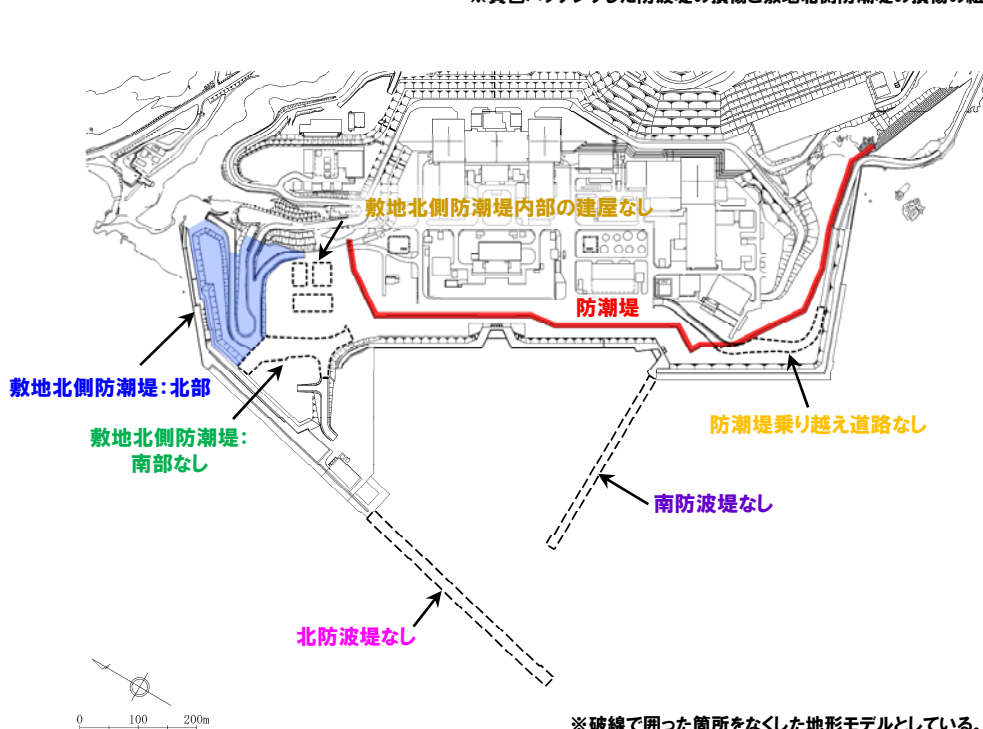 敷地北側防潮堤内部の建屋なし
防潮堤
敷地北側防潮堤：北部
敷地北側防潮堤：
南部なし
防潮堤乗り越え道路なし
南防波堤なし
北防波堤なし
0 100 200m
※破線で囲った箇所をなくした地形モデルとしている。